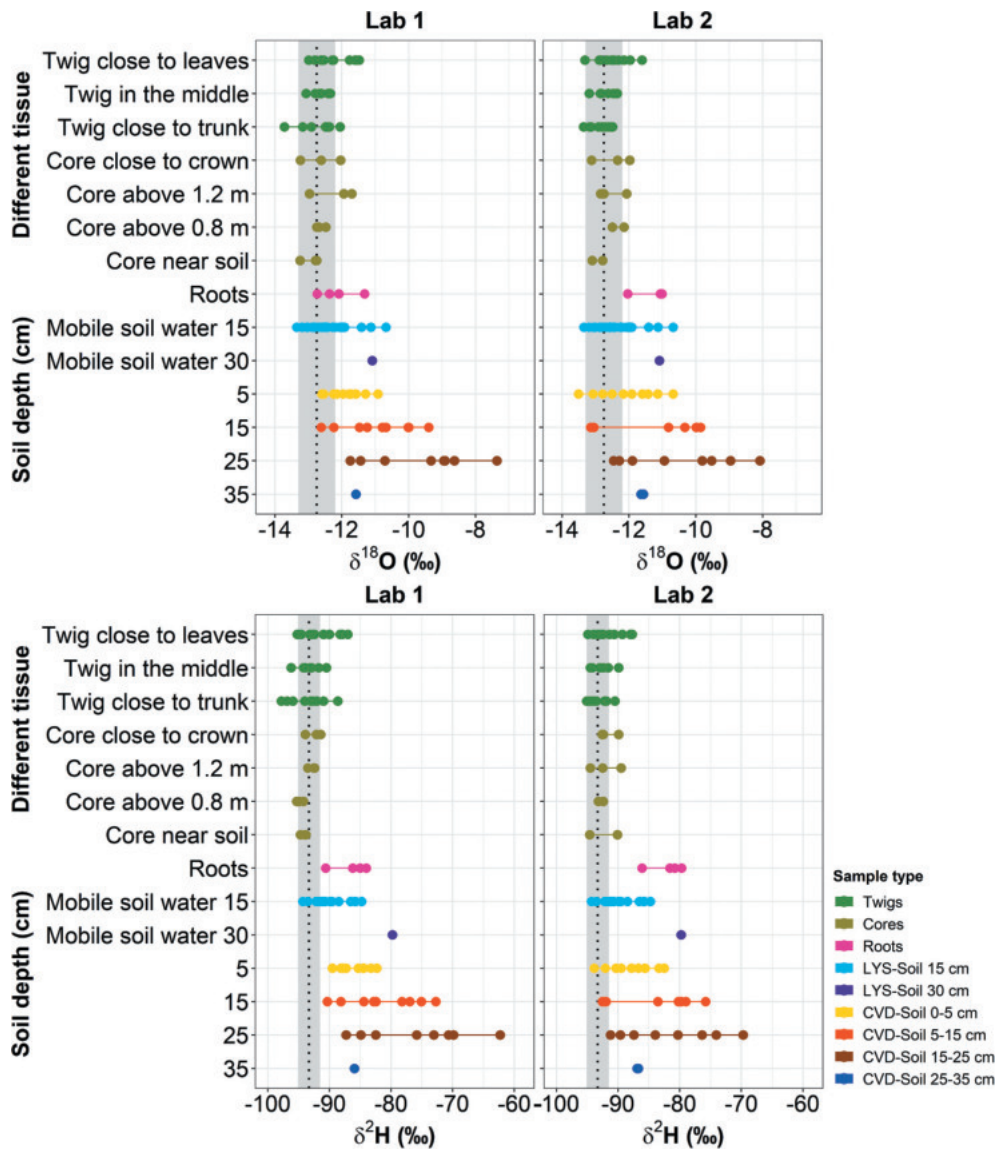 Lab 1
Lab 2
Different tissue
Soil depth (cm)
Twig close to leaves
Twig in the middle
Twig close to trunk
Core close to crown
Core above 1.2 m
Core above 0.8 m
Core near soil
Roots
Mobile soil water 15
Mobile soil water 30
5
15
25
35
-14 -12 -10 -8
-14 -12 -10 -8
δ¹⁸O (‰)
δ¹⁸O (‰)
Lab 1
Lab 2
Different tissue
Soil depth (cm)
Twig close to leaves
Twig in the middle
Twig close to trunk
Core close to crown
Core above 1.2 m
Core above 0.8 m
Core near soil
Roots
Mobile soil water 15
Mobile soil water 30
5
15
25
35
-100 -90 -80 -70 -60
-100 -90 -80 -70 -60
δ²H (‰)
δ²H (‰)
Sample type
Twigs
Cores
Roots
LYS-Soil 15 cm
LYS-Soil 30 cm
CVD-Soil 0-5 cm
CVD-Soil 5-15 cm
CVD-Soil 15-25 cm
CVD-Soil 25-35 cm